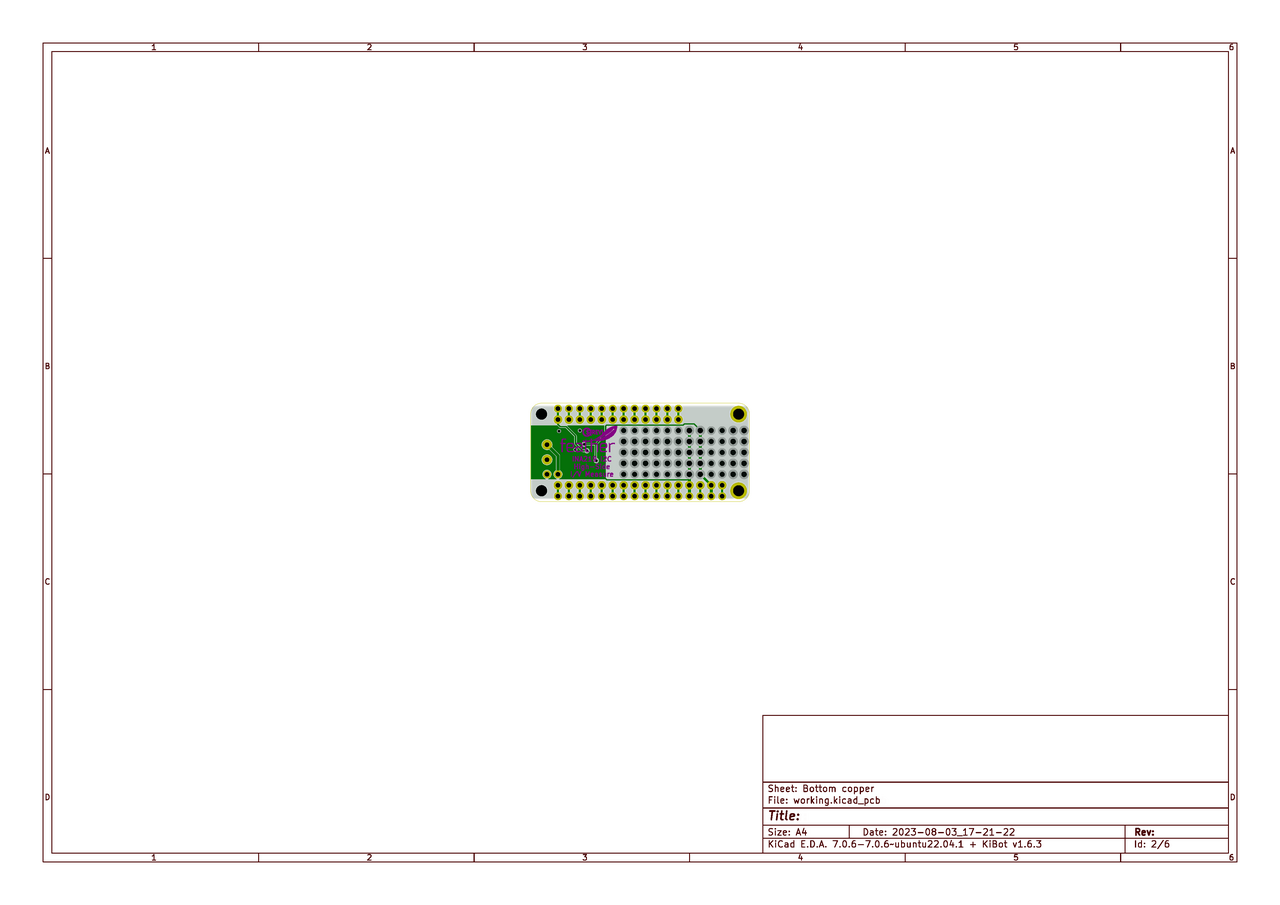 1 2 3 4 5 6
A A
B B
C C
D D
Sheet: Bottom copper
File: working.kicad_pcb
Title:
Size: A4 Date: 2023-08-03_17-21-22 Rev:
KiCad E.D.A. 7.0.6-7.0.6~ubuntu22.04.1 + KiBot v1.6.3 Id: 2/6
1 2 3 4 5 6